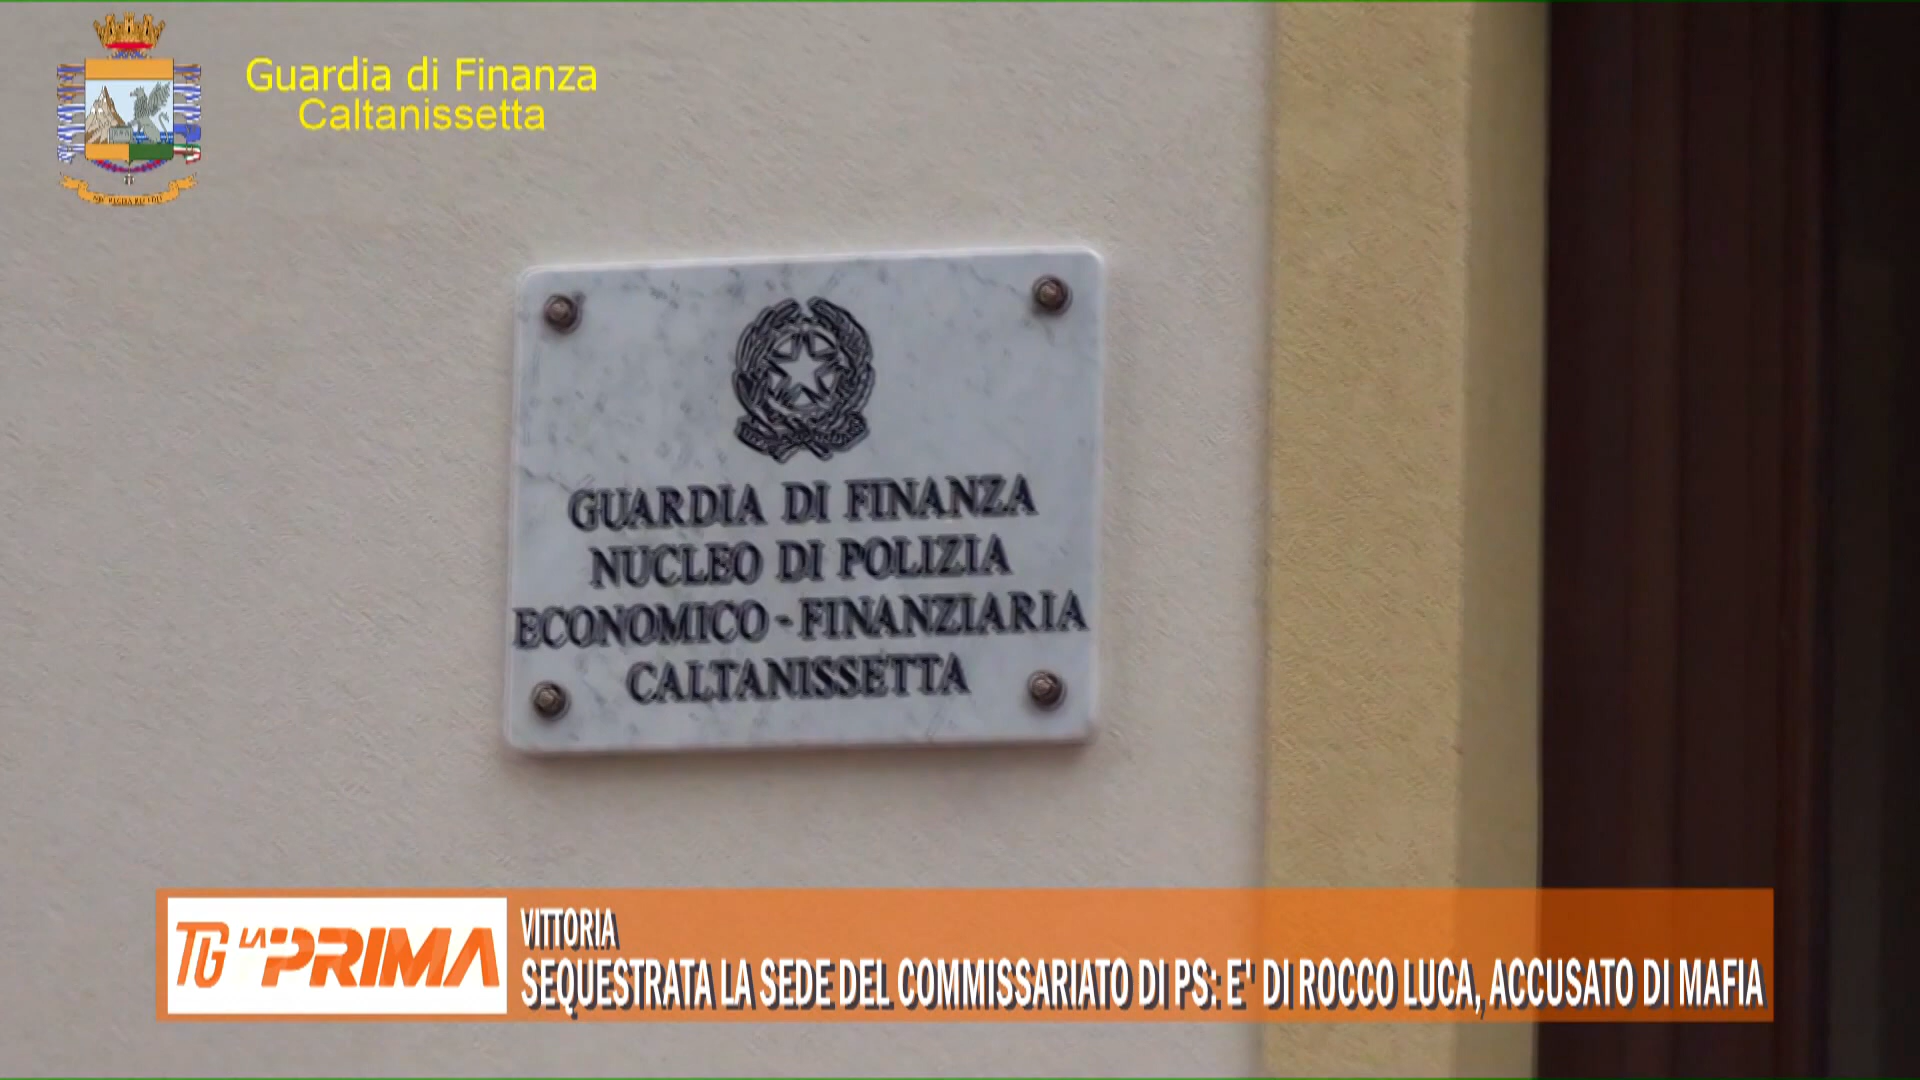 Guardia di Finanza
Caltanissetta
GUARDIA DI FINANZA
NUCLEO DI POLIZIA
ECONOMICO-FINANZIARIA
CALTANISSETTA
TG LA PRIMA
VITTORIA
SEQUESTRATA LA SEDE DEL COMMISSARIATO DI PS: E' DI ROCCO LUCA, ACCUSATO DI MAFIA